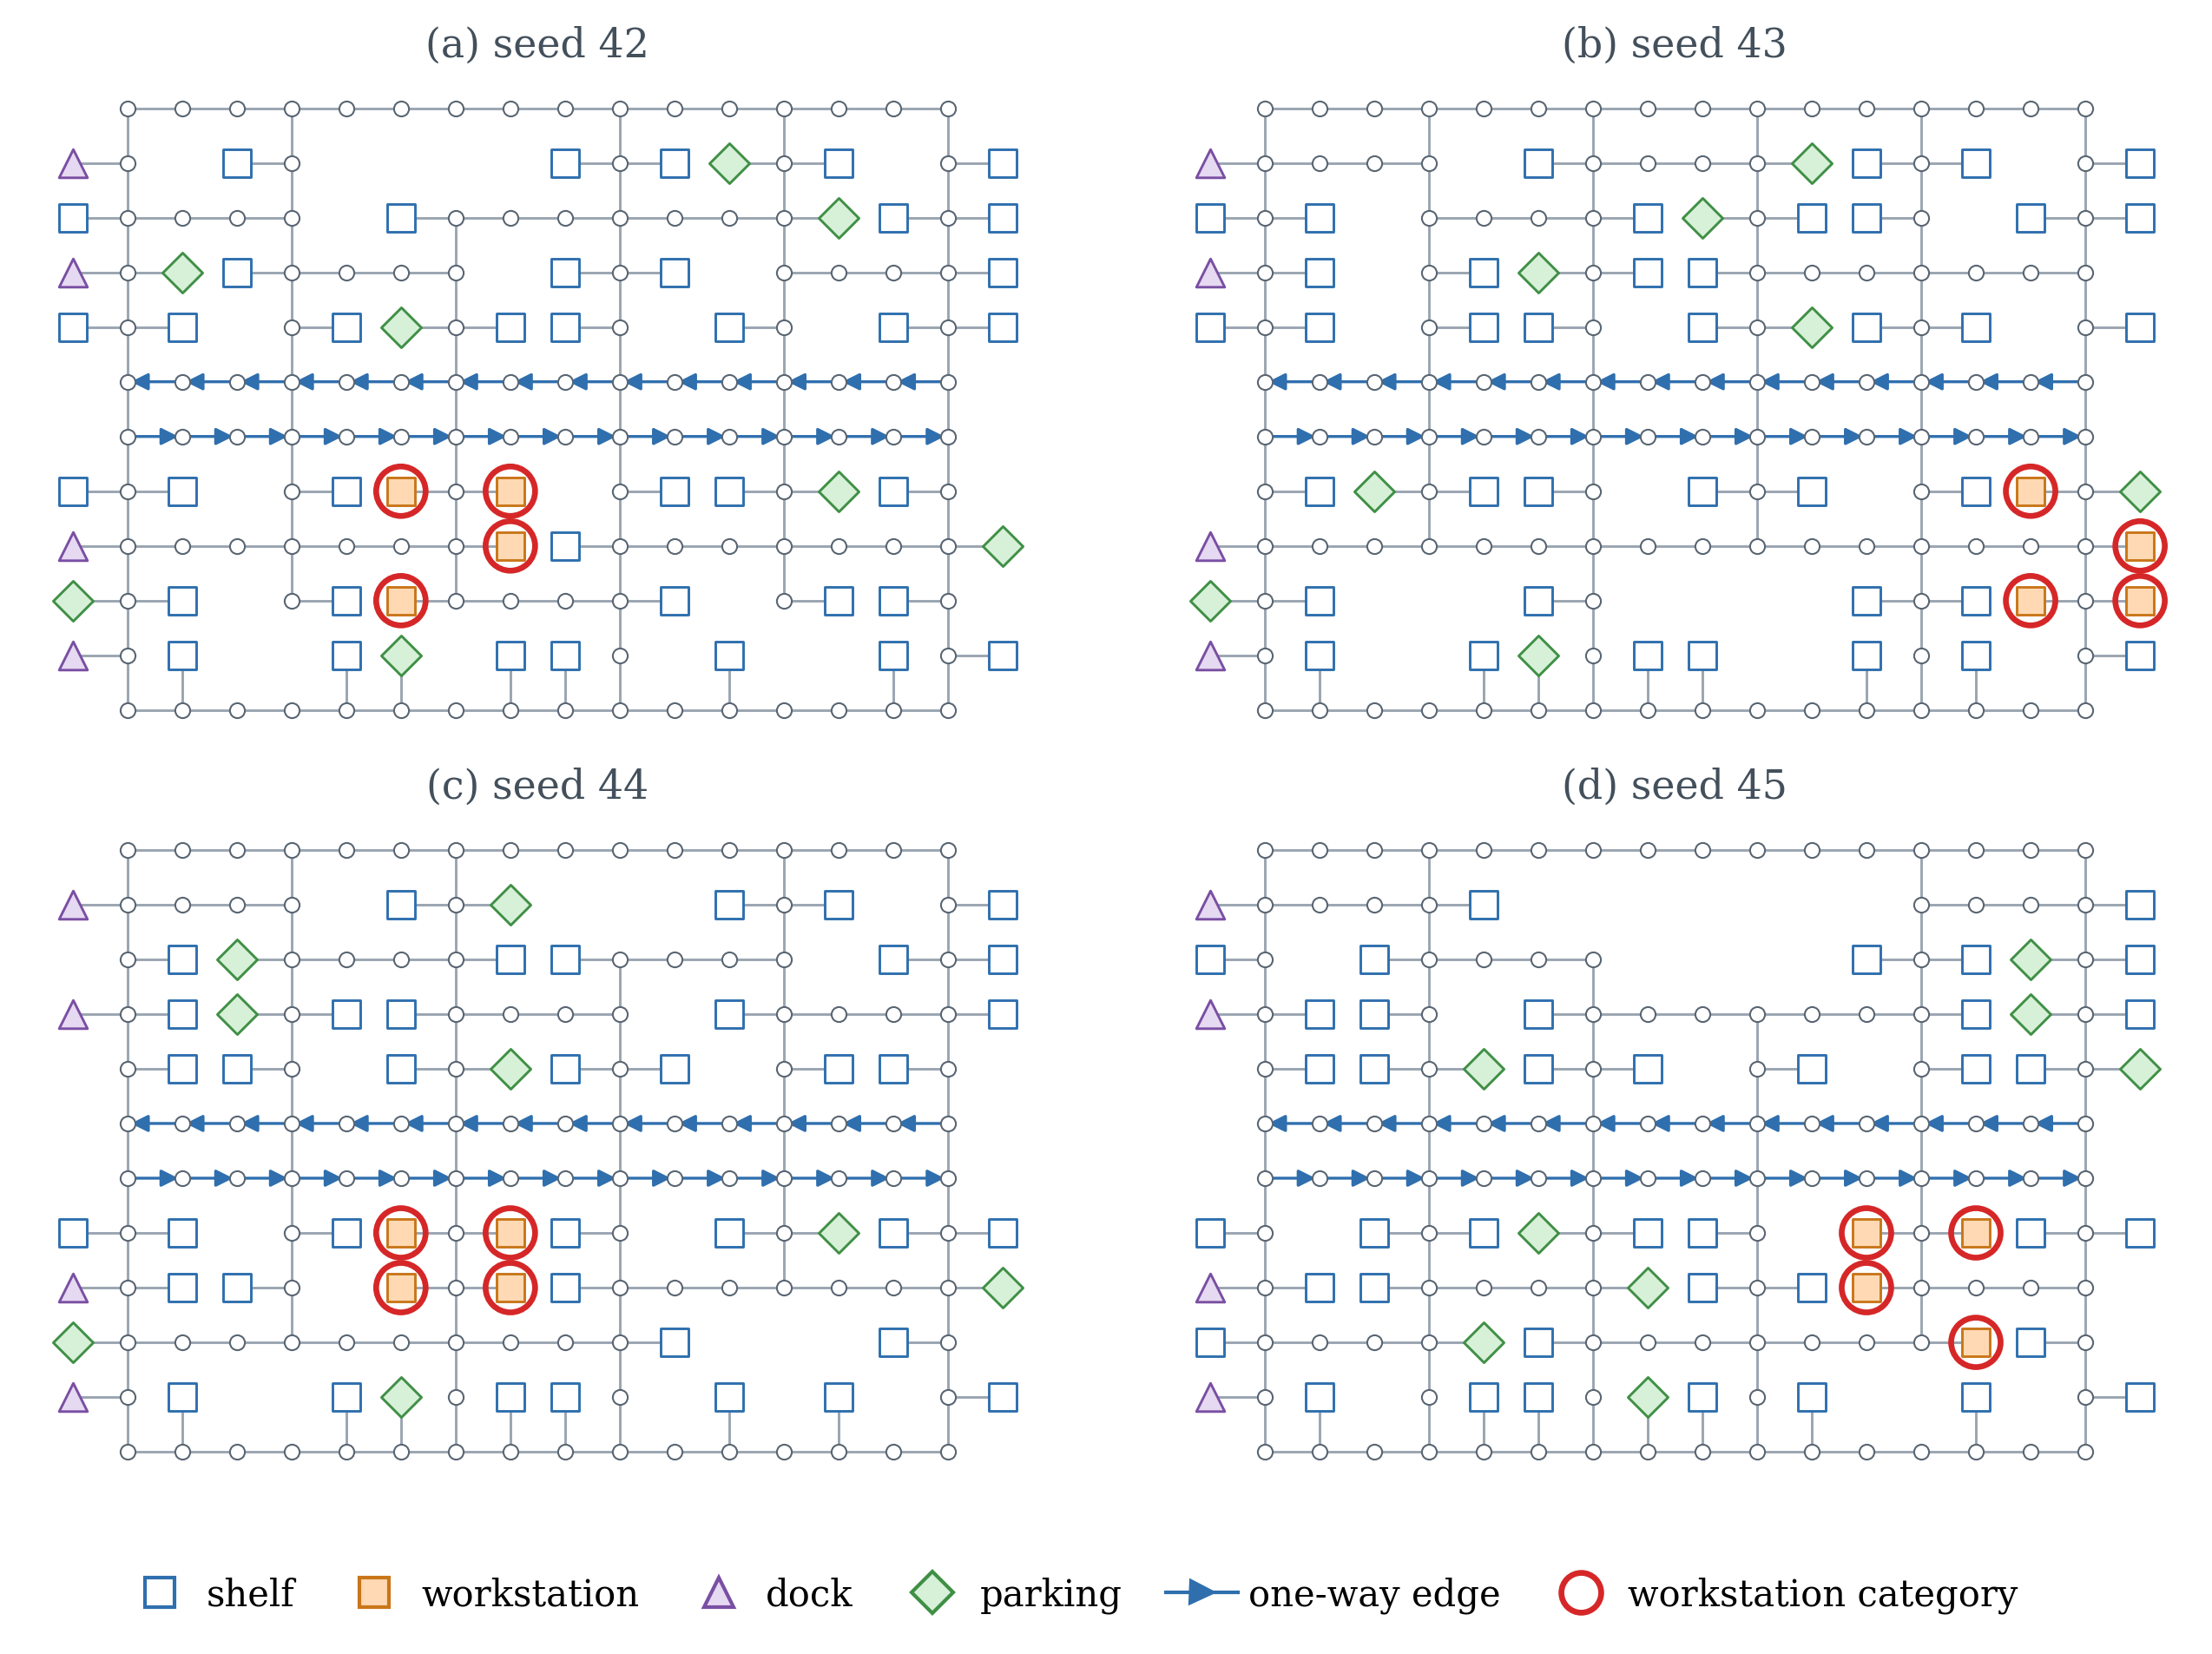 (a) seed 42
(b) seed 43
(c) seed 44
(d) seed 45
shelf workstation dock parking one-way edge workstation category